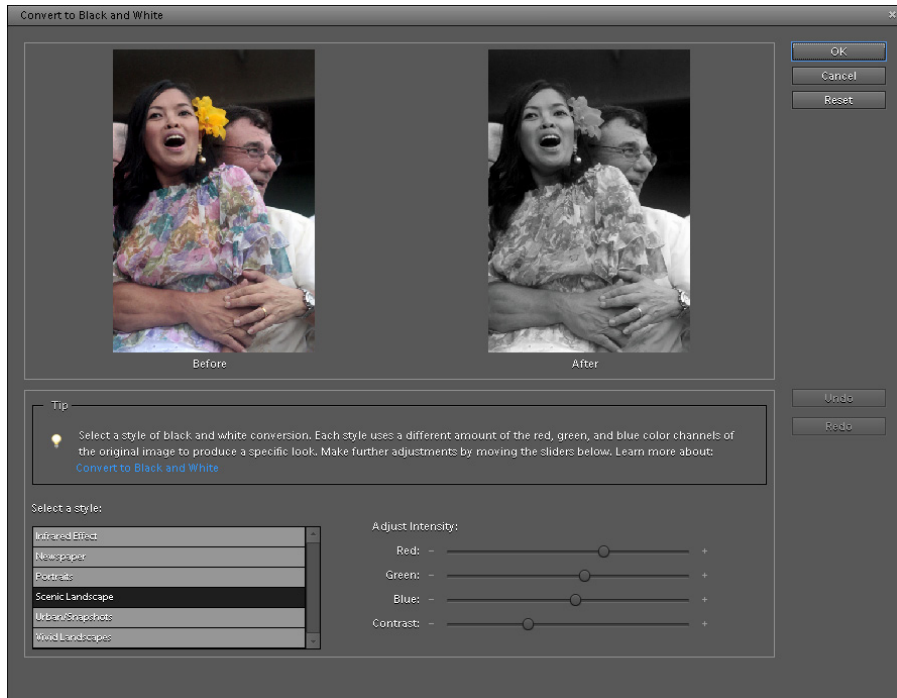 Convert to Black and White
OK
Cancel
Reset
Before
After
Undo
Redo
Tip
Select a style of black and white conversion. Each style uses a different amount of the red, green, and blue color channels of
the original image to produce a specific look. Make further adjustments by moving the sliders below. Learn more about:
Convert to Black and White
Select a style:
Infrared Effect
Newspaper
Portraits
Scenic Landscape
Urban/Snapshots
Vivid Landscapes
Adjust Intensity:
Red: - +
Green: - +
Blue: - +
Contrast: - +